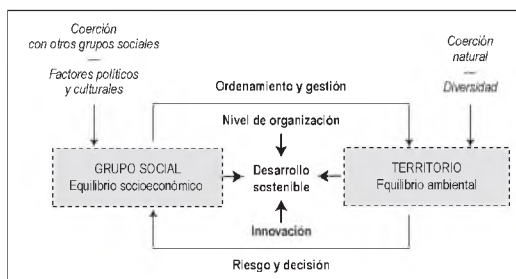 Coerción
con otros grupos sociales
Factores políticos
y culturales
Coerción
natural
Diversidad
Ordenamiento y gestión
Nivel de organización
GRUPO SOCIAL
Equilibrio socioeconómico
Desarrollo
sostenible
TERRITORIO
Equilibrio ambiental
Innovación
Riesgo y decisión